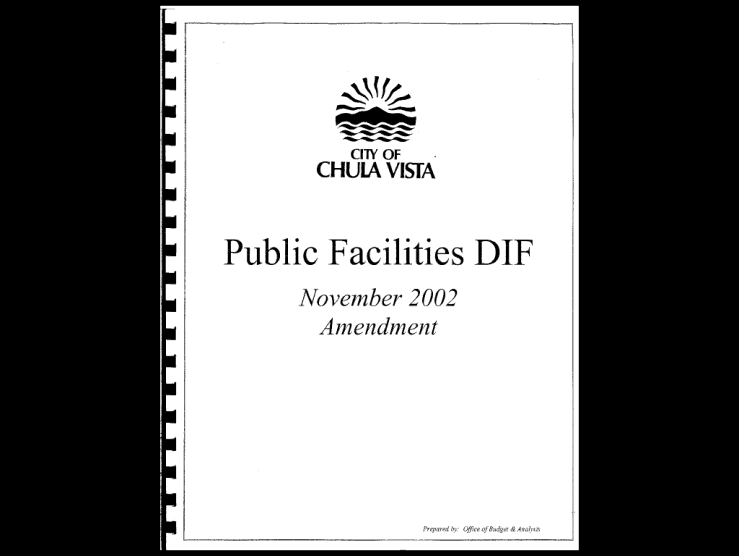 CITY OF
CHULA VISTA
Public Facilities DIF
November 2002
Amendment
Prepared by: Office of Budget & Analysis